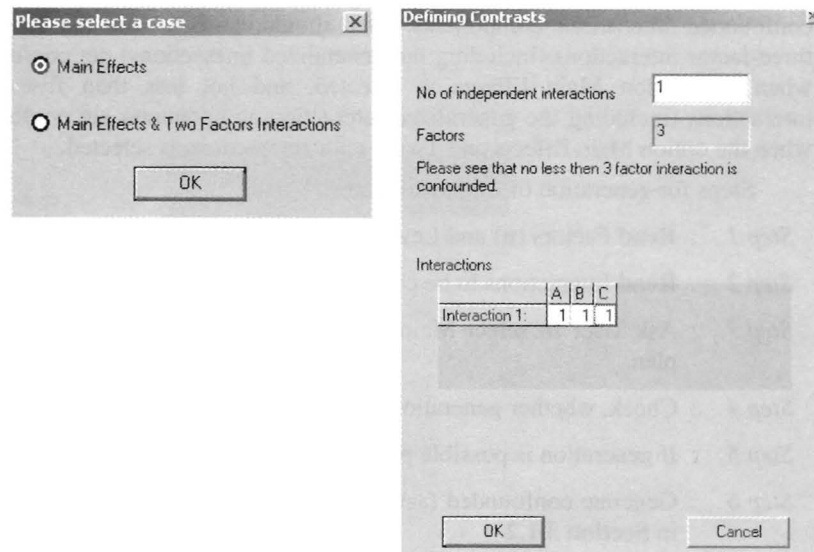 Please select a case
Main Effects
Main Effects & Two Factors Interactions
OK
Defining Contrasts
No of independent interactions 1
Factors 3
Please see that no less then 3 factor interaction is
confounded.
Interactions
A B C
Interaction 1: 1 1 1
OK Cancel